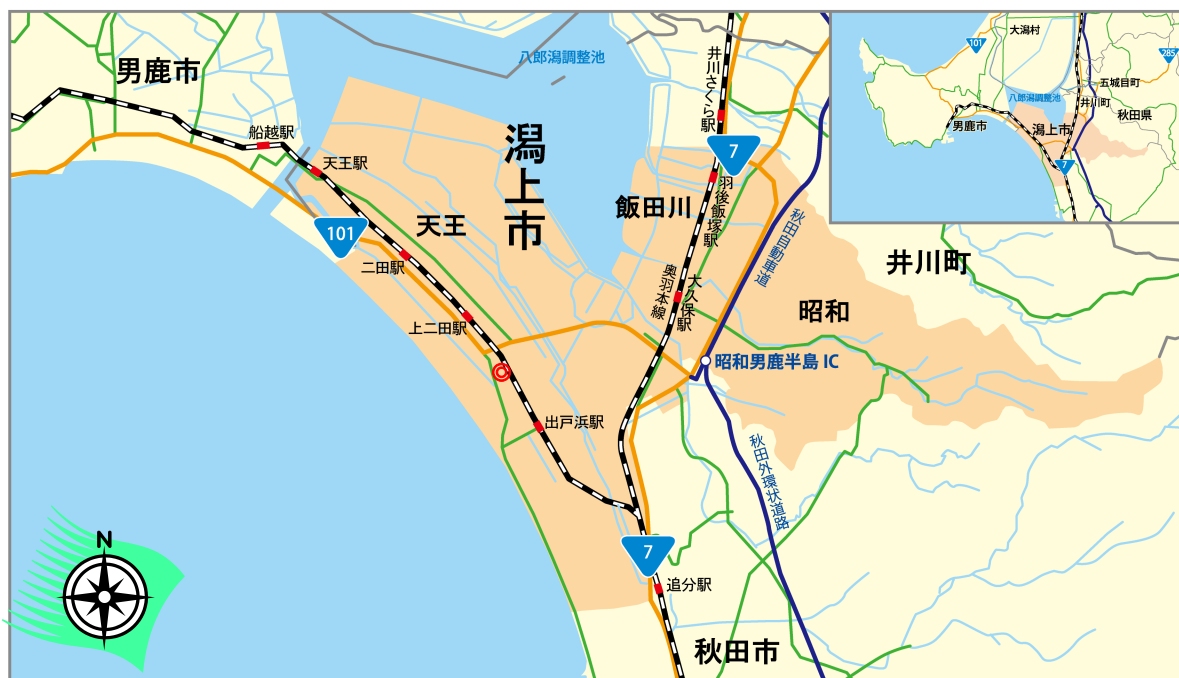 八郎潟調整池
男鹿市
井川さくら駅
船越駅
天王駅
潟上市
7
羽後飯塚駅
飯田川
天王
101
秋田自動車道
二田駅
奥羽本線
大久保駅
井川町
昭和
上二田駅
昭和男鹿半島 IC
出戸浜駅
秋田外環状道路
7
追分駅
秋田市
N
大潟村
101
285
五城目町
八郎潟調整池
井川町
秋田県
男鹿市
潟上市
7